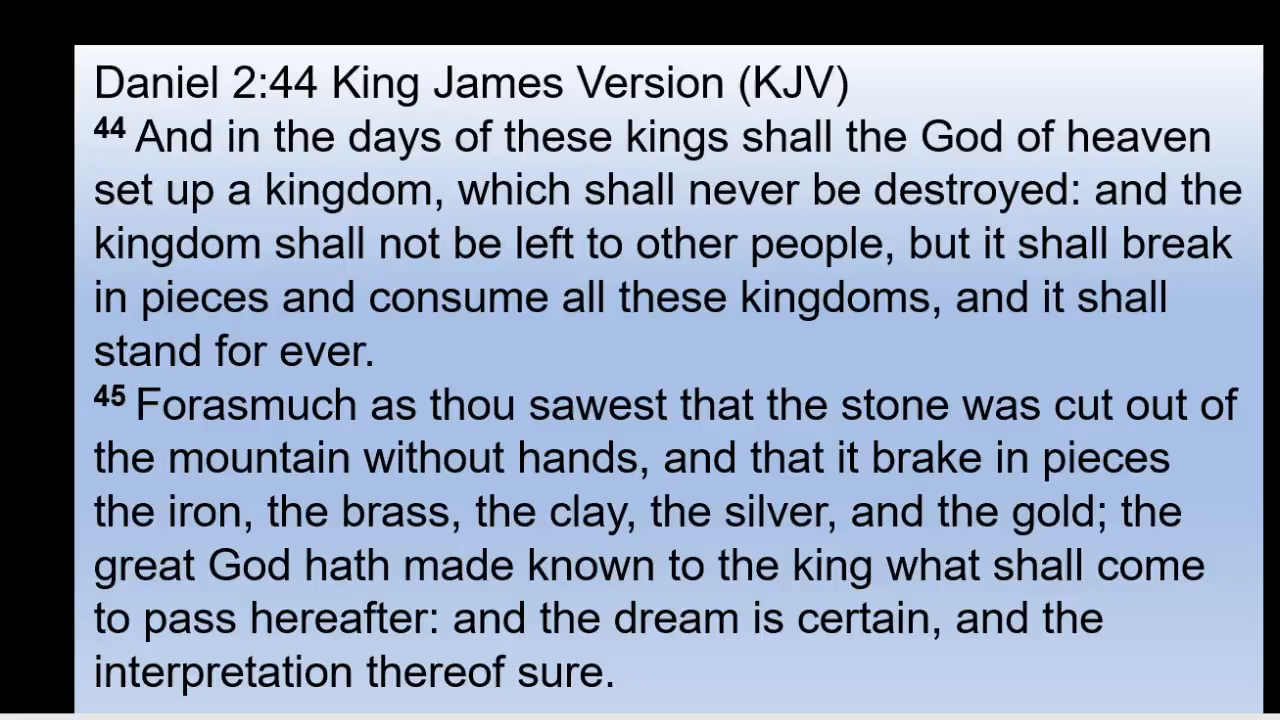 Daniel 2:44 King James Version (KJV)
44 And in the days of these kings shall the God of heaven
set up a kingdom, which shall never be destroyed: and the
kingdom shall not be left to other people, but it shall break
in pieces and consume all these kingdoms, and it shall
stand for ever.
45 Forasmuch as thou sawest that the stone was cut out of
the mountain without hands, and that it brake in pieces
the iron, the brass, the clay, the silver, and the gold; the
great God hath made known to the king what shall come
to pass hereafter: and the dream is certain, and the
interpretation thereof sure.